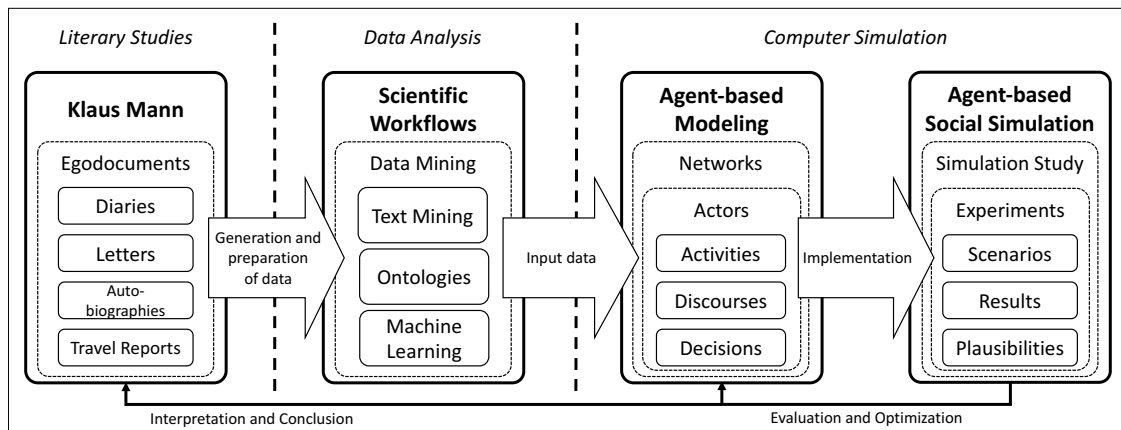 Literary Studies
Data Analysis
Computer Simulation
Klaus Mann
Egodocuments
Diaries
Letters
Auto-
biographies
Travel Reports
Generation and
preparation
of data
Scientific
Workflows
Data Mining
Text Mining
Ontologies
Machine
Learning
Input data
Agent-based
Modeling
Networks
Actors
Activities
Discourses
Decisions
Implementation
Agent-based
Social Simulation
Simulation Study
Experiments
Scenarios
Results
Plausibilities
Interpretation and Conclusion
Evaluation and Optimization